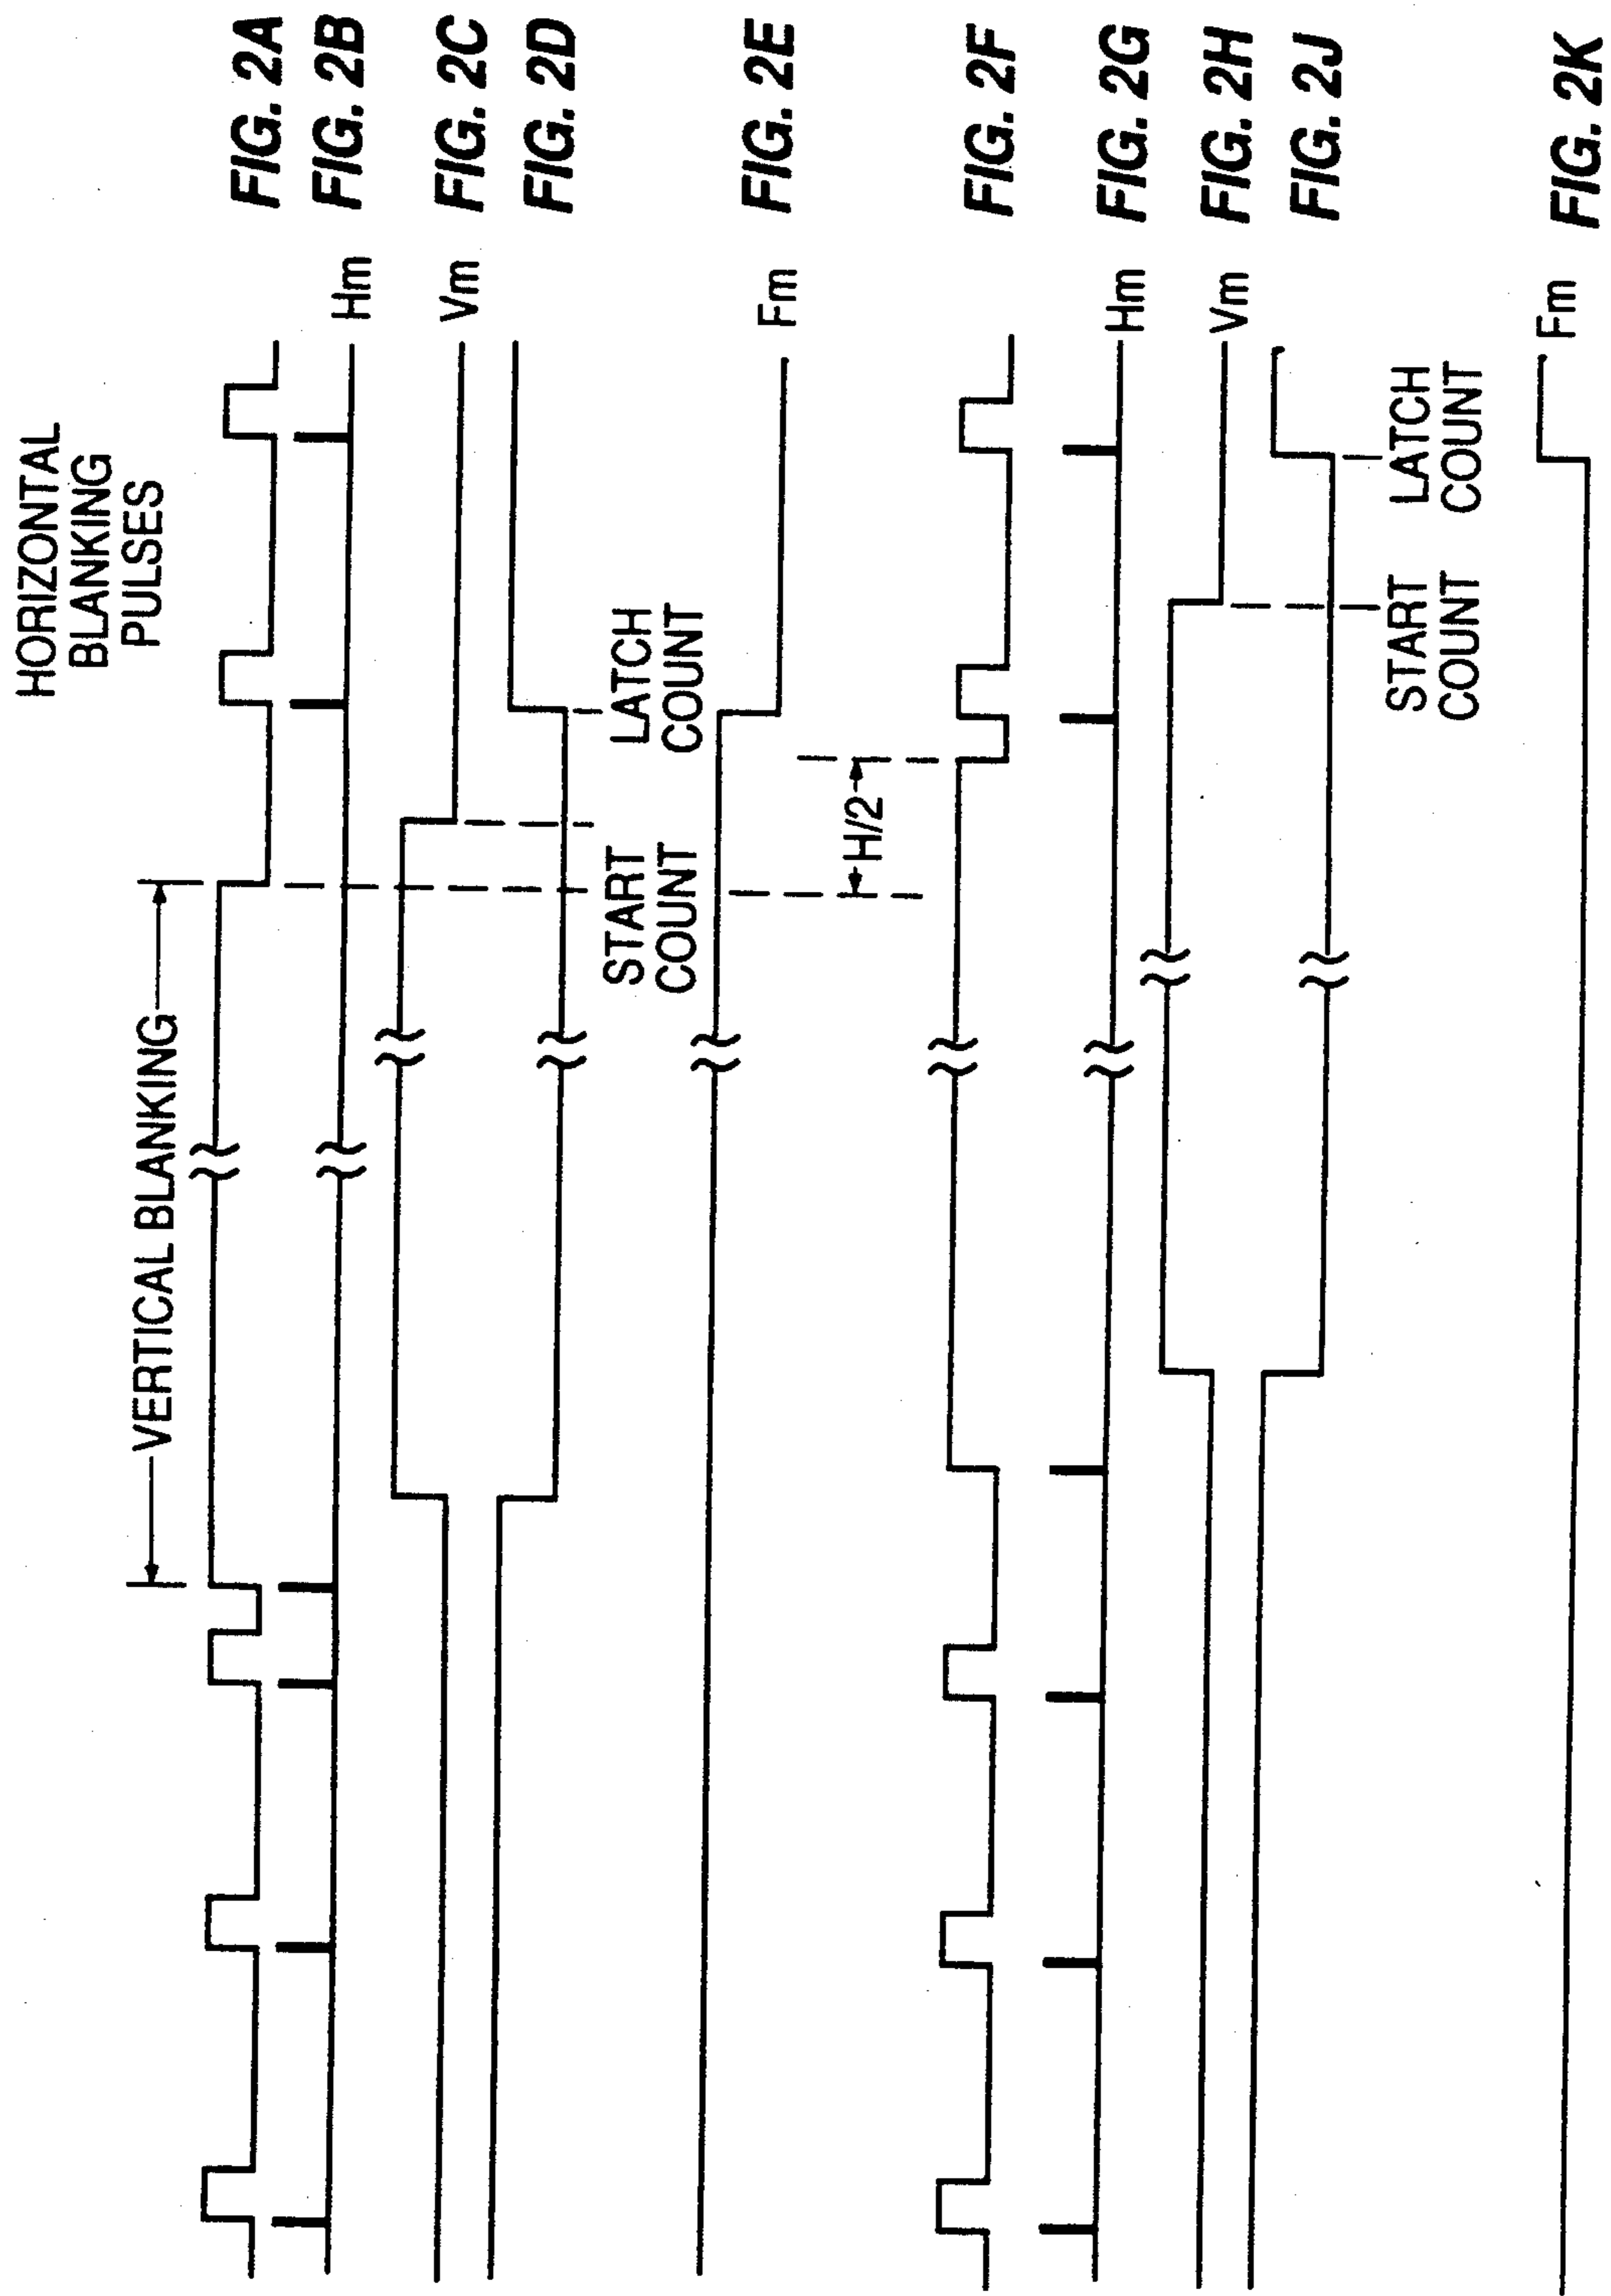 HORIZONTAL
BLANKING
PULSES
VERTICAL BLANKING
FIG. 2A
Hm FIG. 2B
Vm FIG. 2C
FIG. 2D
START
COUNT
LATCH
COUNT
Fm FIG. 2E
H/2
FIG. 2F
Hm FIG. 2G
Vm FIG. 2H
FIG. 2J
START
COUNT
LATCH
COUNT
Fm FIG. 2K